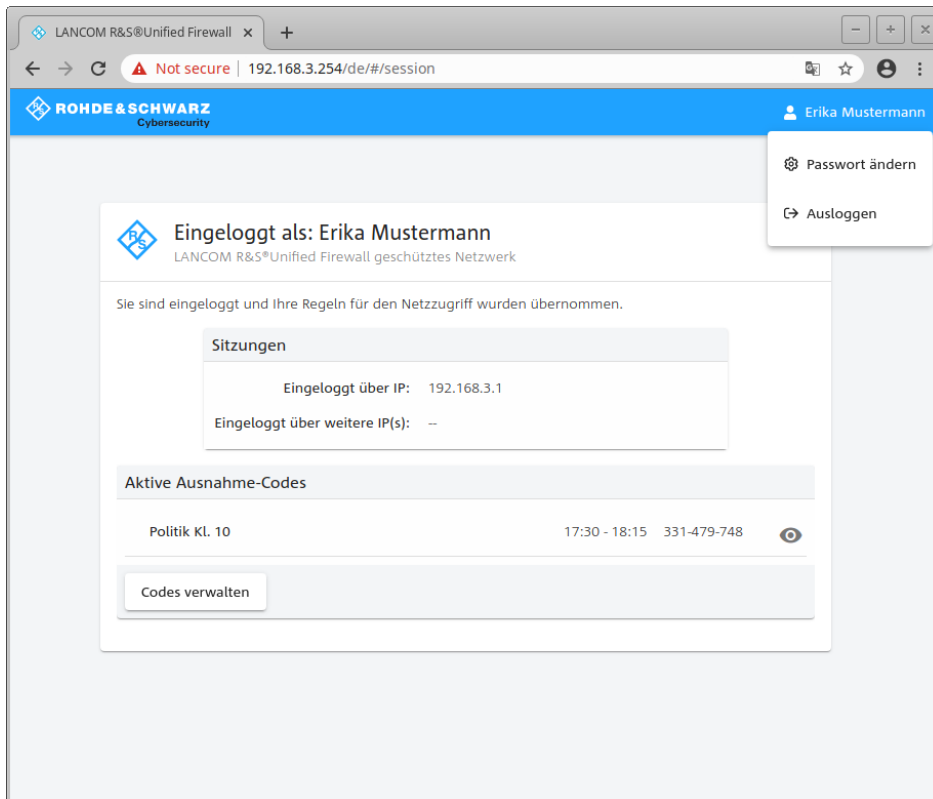 LANCOM R&S®Unified Firewall
Not secure | 192.168.3.254/de/#/session
ROHDE&SCHWARZ
Cybersecurity
Erika Mustermann
Passwort ändern
Ausloggen
R&S
Eingeloggt als: Erika Mustermann
LANCOM R&S®Unified Firewall geschütztes Netzwerk
Sie sind eingeloggt und Ihre Regeln für den Netzzugriff wurden übernommen.
Sitzungen
Eingeloggt über IP: 192.168.3.1
Eingeloggt über weitere IP(s): --
Aktive Ausnahme-Codes
Politik Kl. 10 17:30 - 18:15 331-479-748
Codes verwalten